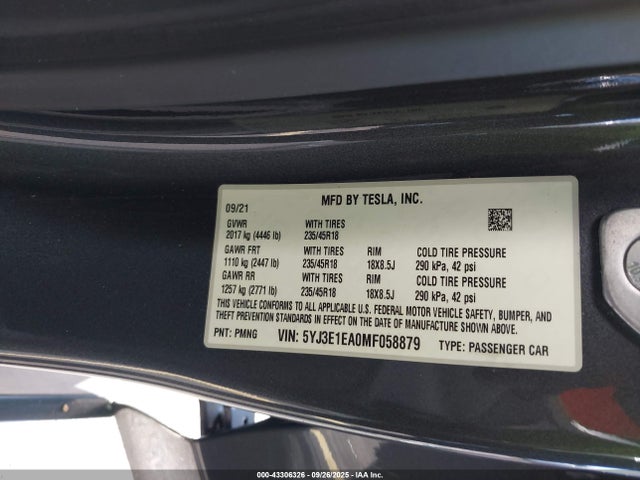 MFD BY TESLA, INC.
09/21
GVWR WITH TIRES
2017 kg (4446 lb) 235/45R18
GAWR FRT WITH TIRES RIM COLD TIRE PRESSURE
1110 kg (2447 lb) 235/45R18 18X8.5J 290 kPa, 42 psi
GAWR RR WITH TIRES RIM COLD TIRE PRESSURE
1257 kg (2771 lb) 235/45R18 18X8.5J 290 kPa, 42 psi
THIS VEHICLE CONFORMS TO ALL APPLICABLE U.S. FEDERAL MOTOR VEHICLE SAFETY, BUMPER, AND
THEFT PREVENTION STANDARDS IN EFFECT ON THE DATE OF MANUFACTURE SHOWN ABOVE.
PNT: PMNG VIN: 5YJ3E1EA0MF058879 TYPE: PASSENGER CAR
000-43306326 - 09/26/2025 - IAAI.COM